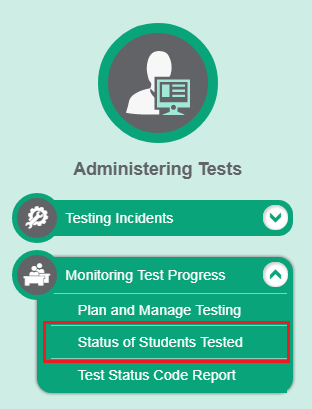 Administering Tests
Testing Incidents
Monitoring Test Progress
Plan and Manage Testing
Status of Students Tested
Test Status Code Report